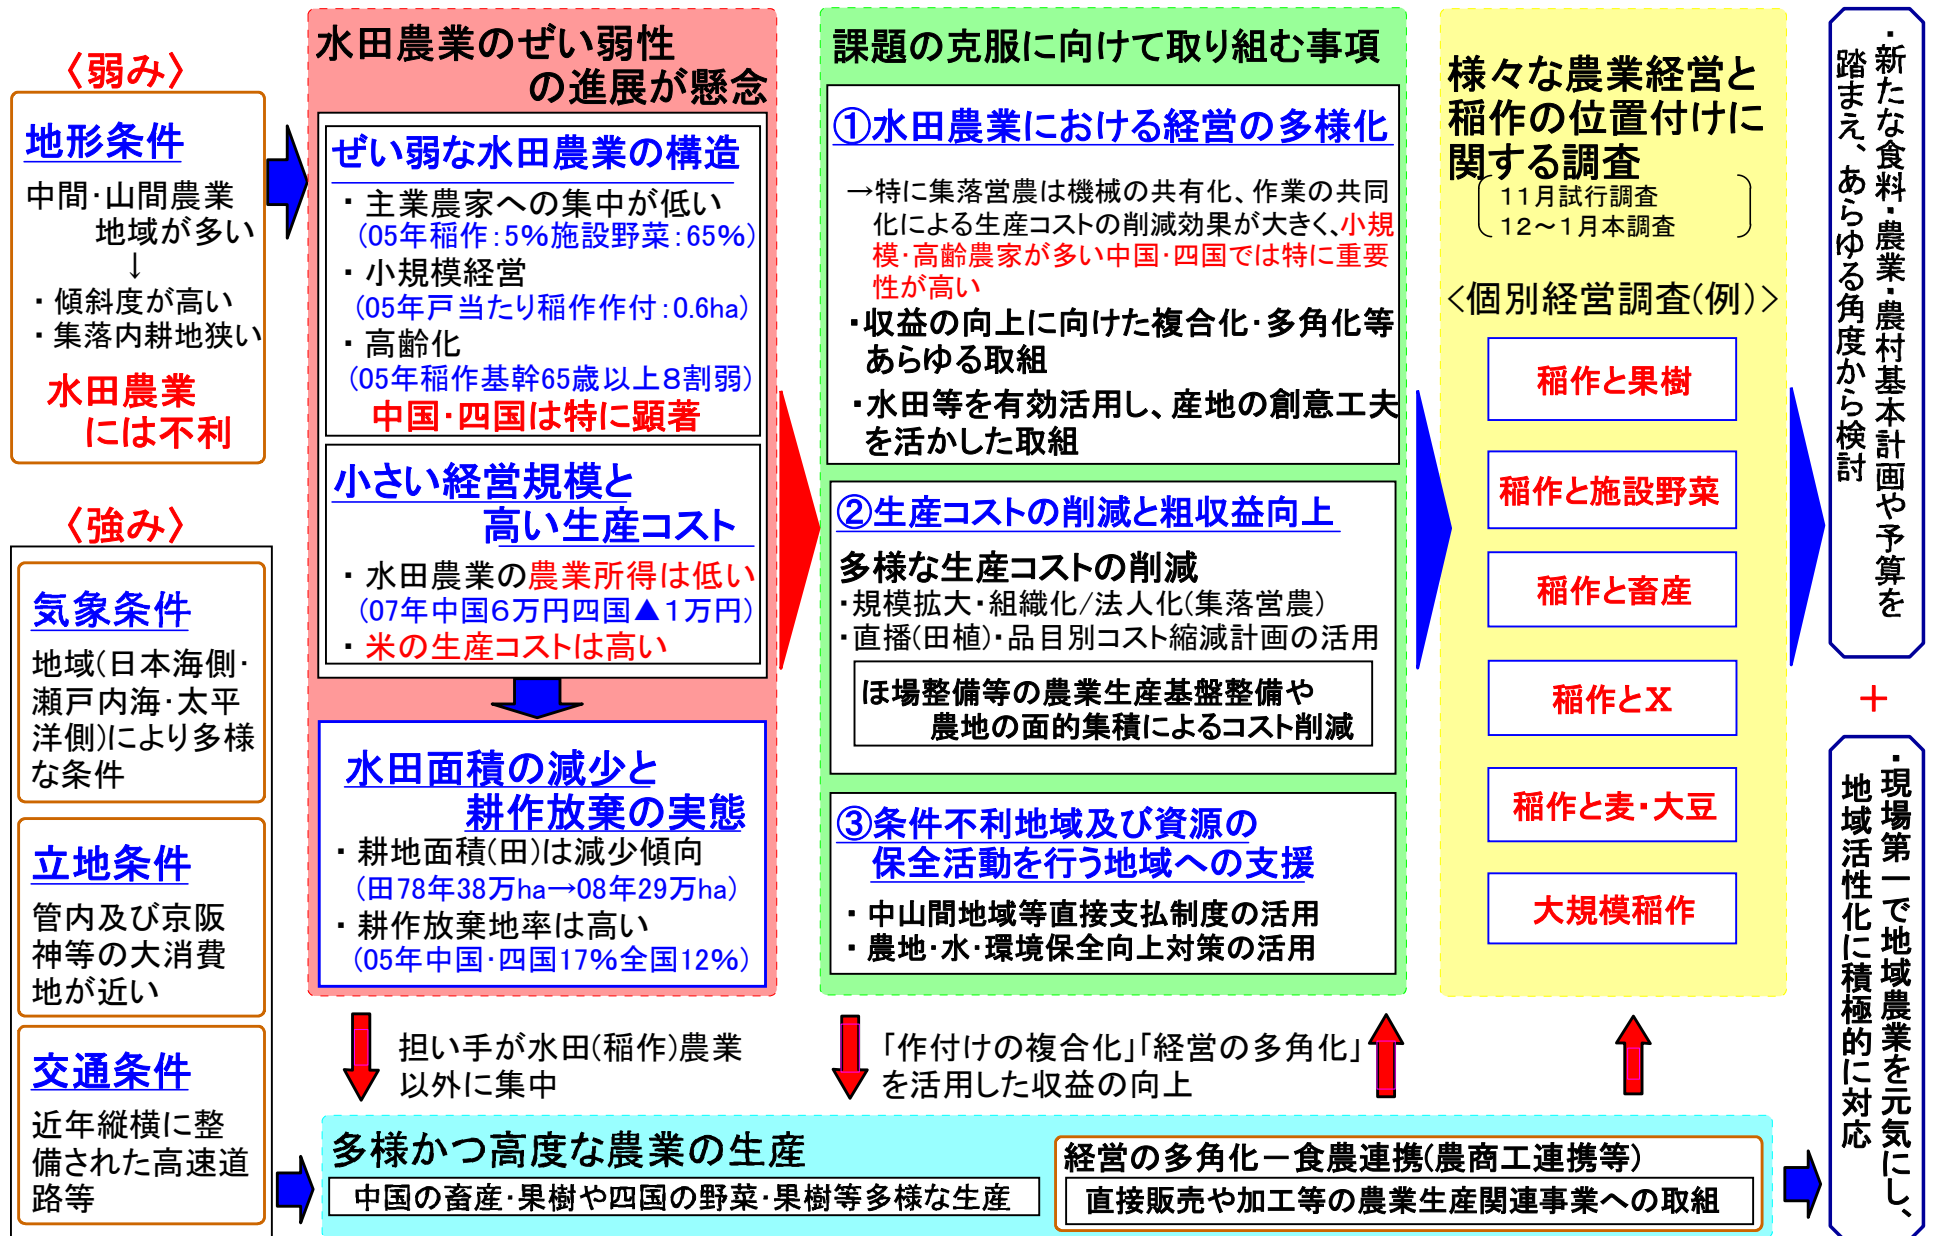 〈弱み〉
地形条件
中間・山間農業
地域が多い
↓
・傾斜度が高い
・集落内耕地狭い
水田農業
には不利
〈強み〉
気象条件
地域(日本海側・
瀬戸内海・太平
洋側)により多様
な条件
立地条件
管内及び京阪
神等の大消費
地が近い
交通条件
近年縦横に整
備された高速道
路等
水田農業のぜい弱性
の進展が懸念
ぜい弱な水田農業の構造
・主業農家への集中が低い
(05年稲作:5%施設野菜:65%)
・小規模経営
(05年戸当たり稲作作付:0.6ha)
・高齢化
(05年稲作基幹65歳以上8割弱)
中国・四国は特に顕著
小さい経営規模と
高い生産コスト
・水田農業の農業所得は低い
(07年中国6万円四国▲1万円)
・米の生産コストは高い
水田面積の減少と
耕作放棄の実態
・耕地面積(田)は減少傾向
(田78年38万ha→08年29万ha)
・耕作放棄地率は高い
(05年中国・四国17%全国12%)
担い手が水田(稲作)農業
以外に集中
課題の克服に向けて取り組む事項
①水田農業における経営の多様化
→特に集落営農は機械の共有化、作業の共同
化による生産コストの削減効果が大きく、小規
模・高齢農家が多い中国・四国では特に重要
性が高い
・収益の向上に向けた複合化・多角化等
あらゆる取組
・水田等を有効活用し、産地の創意工夫
を活かした取組
②生産コストの削減と粗収益向上
多様な生産コストの削減
・規模拡大・組織化/法人化(集落営農)
・直播(田植)・品目別コスト縮減計画の活用
ほ場整備等の農業生産基盤整備や
農地の面的集積によるコスト削減
③条件不利地域及び資源の
保全活動を行う地域への支援
・中山間地域等直接支払制度の活用
・農地・水・環境保全向上対策の活用
「作付けの複合化」「経営の多角化」
を活用した収益の向上
様々な農業経営と
稲作の位置付けに
関する調査
11月試行調査
12～1月本調査
<個別経営調査(例)>
稲作と果樹
稲作と施設野菜
稲作と畜産
稲作とX
稲作と麦・大豆
大規模稲作
多様かつ高度な農業の生産
中国の畜産・果樹や四国の野菜・果樹等多様な生産
経営の多角化－食農連携(農商工連携等)
直接販売や加工等の農業生産関連事業への取組
・新たな食料・農業・農村基本計画や予算を
踏まえ、あらゆる角度から検討
＋
・現場第一で地域農業を元気にし、
地域活性化に積極的に対応